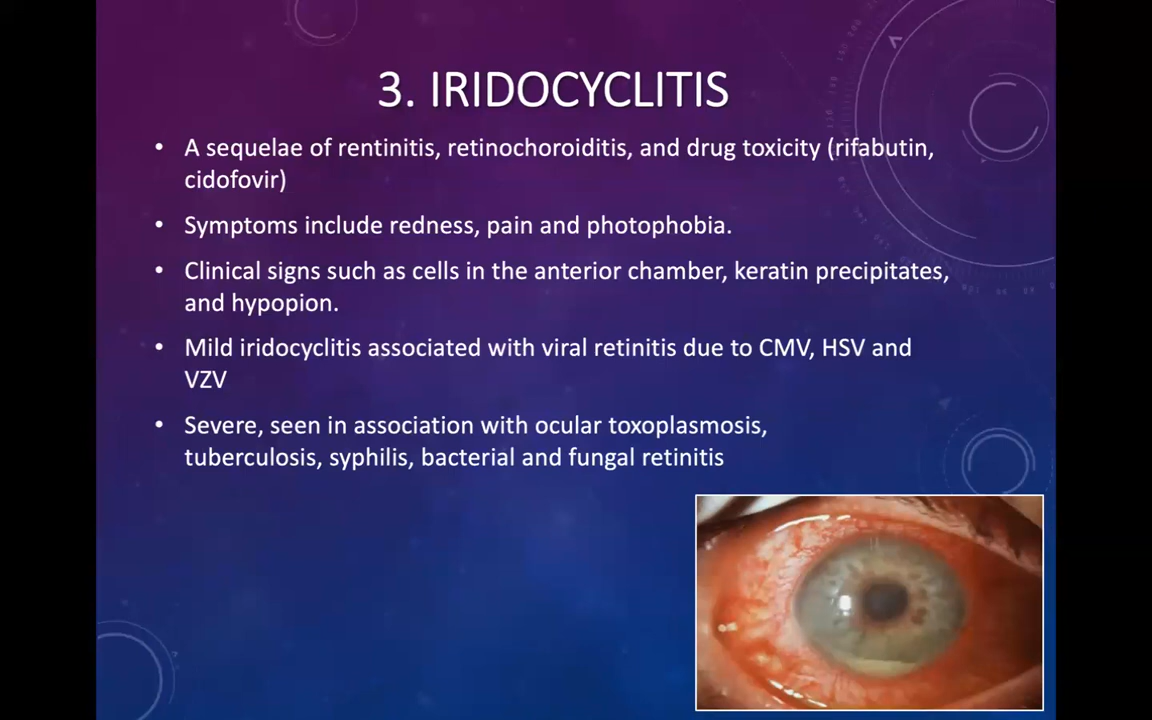 3. IRIDOCYCLITIS
• A sequelae of rentinitis, retinochoroiditis, and drug toxicity (rifabutin,
cidofovir)
• Symptoms include redness, pain and photophobia.
• Clinical signs such as cells in the anterior chamber, keratin precipitates,
and hypopion.
• Mild iridocyclitis associated with viral retinitis due to CMV, HSV and
VZV
• Severe, seen in association with ocular toxoplasmosis,
tuberculosis, syphilis, bacterial and fungal retinitis